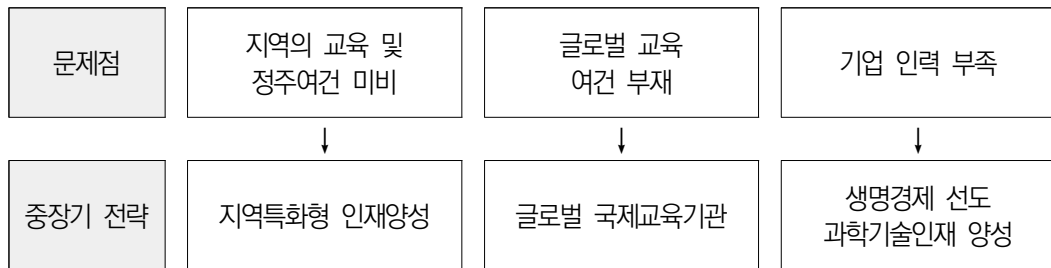 문제점
지역의 교육 및
정주여건 미비
글로벌 교육
여건 부재
기업 인력 부족
중장기 전략
지역특화형 인재양성
글로벌 국제교육기관
생명경제 선도
과학기술인재 양성